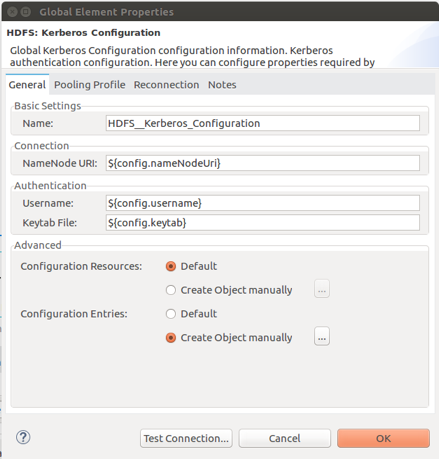 Global Element Properties
HDFS: Kerberos Configuration
Global Kerberos Configuration configuration information. Kerberos
authentication configuration. Here you can configure properties required by
General Pooling Profile Reconnection Notes
Basic Settings
Name: HDFS__Kerberos_Configuration
Connection
NameNode URI: ${config.nameNodeUri}
Authentication
Username: ${config.username}
Keytab File: ${config.keytab}
Advanced
Configuration Resources: Default
Create Object manually ...
Configuration Entries: Default
Create Object manually ...
? Test Connection... Cancel OK